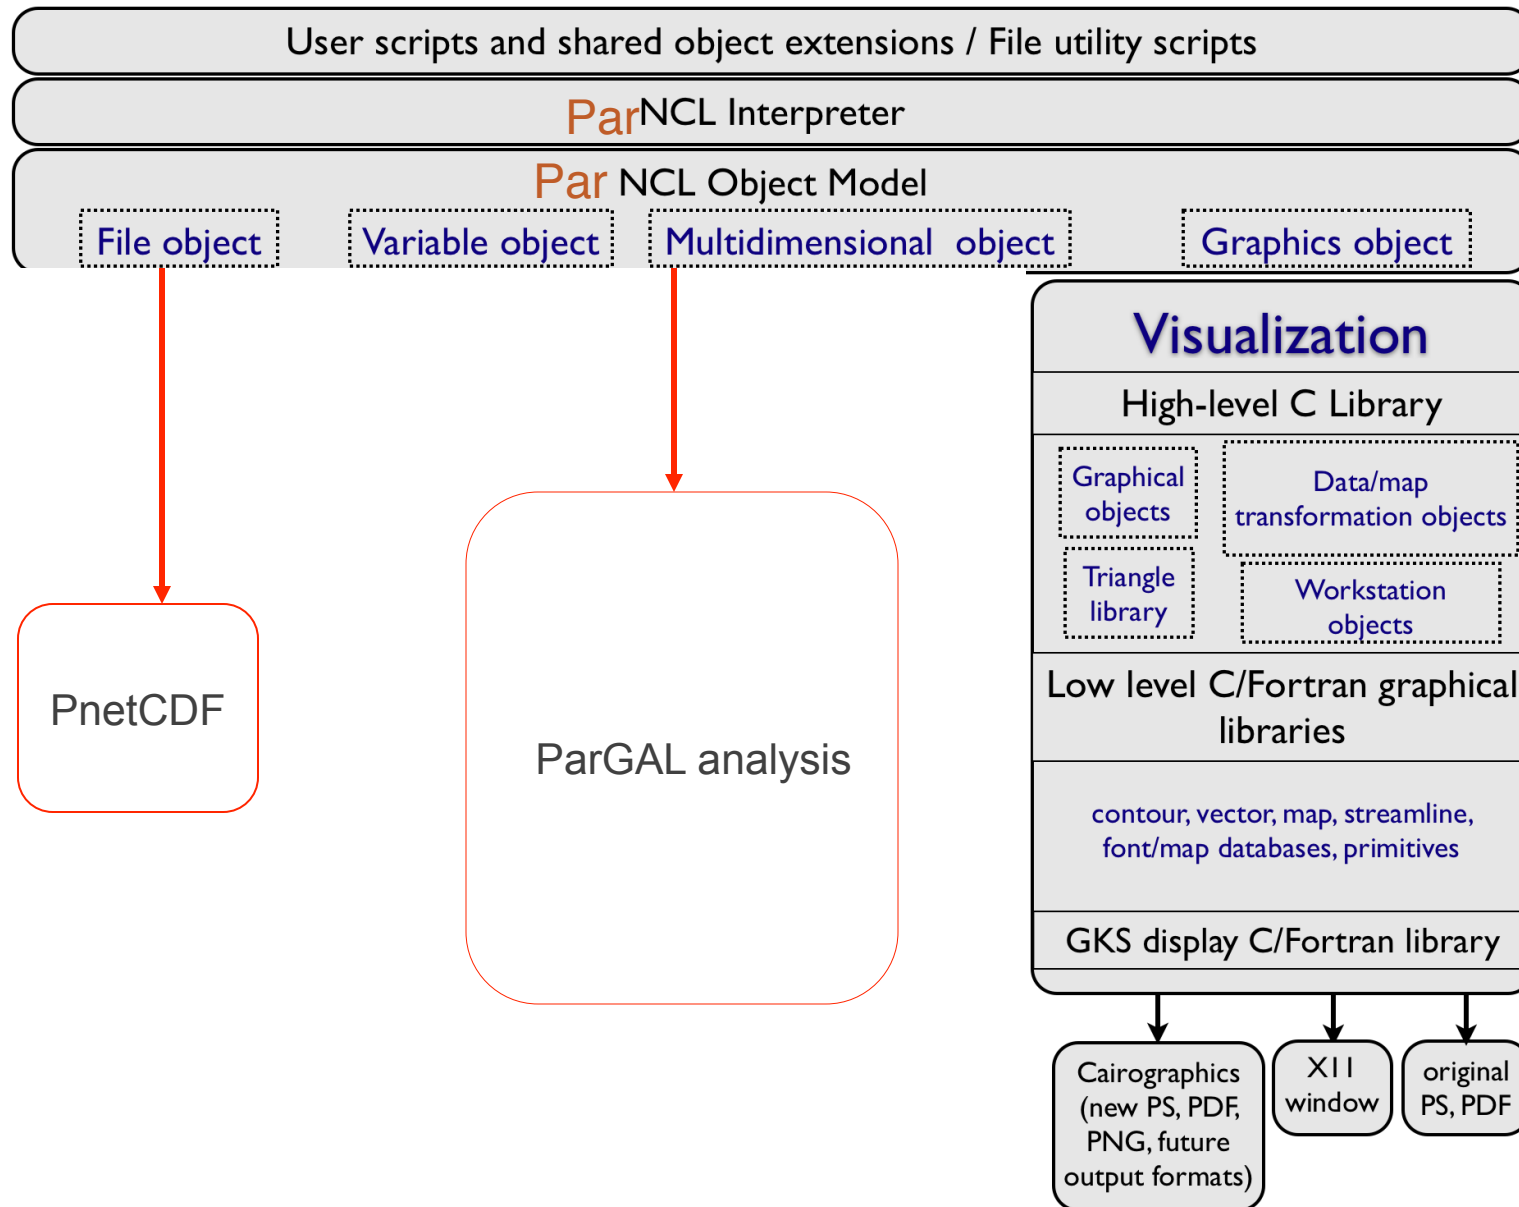 User scripts and shared object extensions / File utility scripts
ParNCL Interpreter
Par NCL Object Model
File object
Variable object
Multidimensional object
Graphics object
Visualization
High-level C Library
Graphical
objects
Data/map
transformation objects
Triangle
library
Workstation
objects
Low level C/Fortran graphical
libraries
contour, vector, map, streamline,
font/map databases, primitives
GKS display C/Fortran library
PnetCDF
ParGAL analysis
Cairographics
(new PS, PDF,
PNG, future
output formats)
X11
window
original
PS, PDF